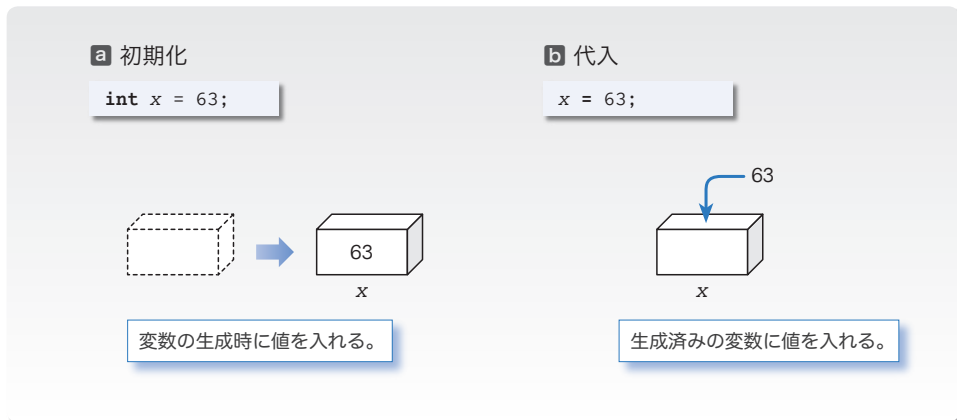 a 初期化
int x = 63;
63
x
変数の生成時に値を入れる。
b 代入
x = 63;
63
x
生成済みの変数に値を入れる。